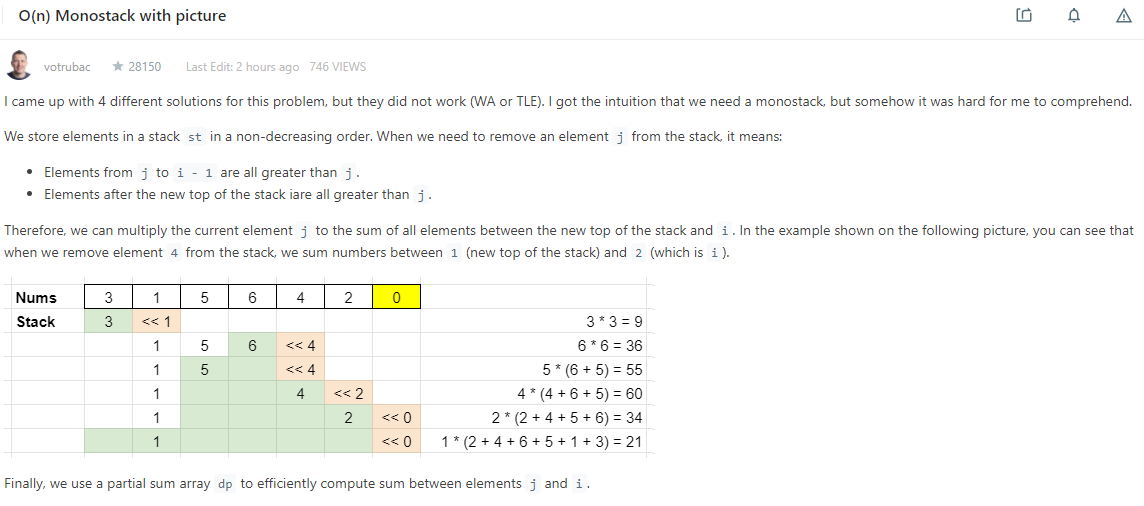 O(n) Monostack with picture
votrubac ★ 28150 Last Edit: 2 hours ago 746 VIEWS
I came up with 4 different solutions for this problem, but they did not work (WA or TLE). I got the intuition that we need a monostack, but somehow it was hard for me to comprehend.
We store elements in a stack st in a non-decreasing order. When we need to remove an element j from the stack, it means:
• Elements from j to i - 1 are all greater than j.
• Elements after the new top of the stack iare all greater than j.
Therefore, we can multiply the current element j to the sum of all elements between the new top of the stack and i. In the example shown on the following picture, you can see that
when we remove element 4 from the stack, we sum numbers between 1 (new top of the stack) and 2 (which is i).
Nums 3 1 5 6 4 2 0
Stack 3 << 1 3 * 3 = 9
1 5 6 << 4 6 * 6 = 36
1 5 << 4 5 * (6 + 5) = 55
1 4 << 2 4 * (4 + 6 + 5) = 60
1 2 << 0 2 * (2 + 4 + 5 + 6) = 34
1 << 0 1 * (2 + 4 + 6 + 5 + 1 + 3) = 21
Finally, we use a partial sum array dp to efficiently compute sum between elements j and i.